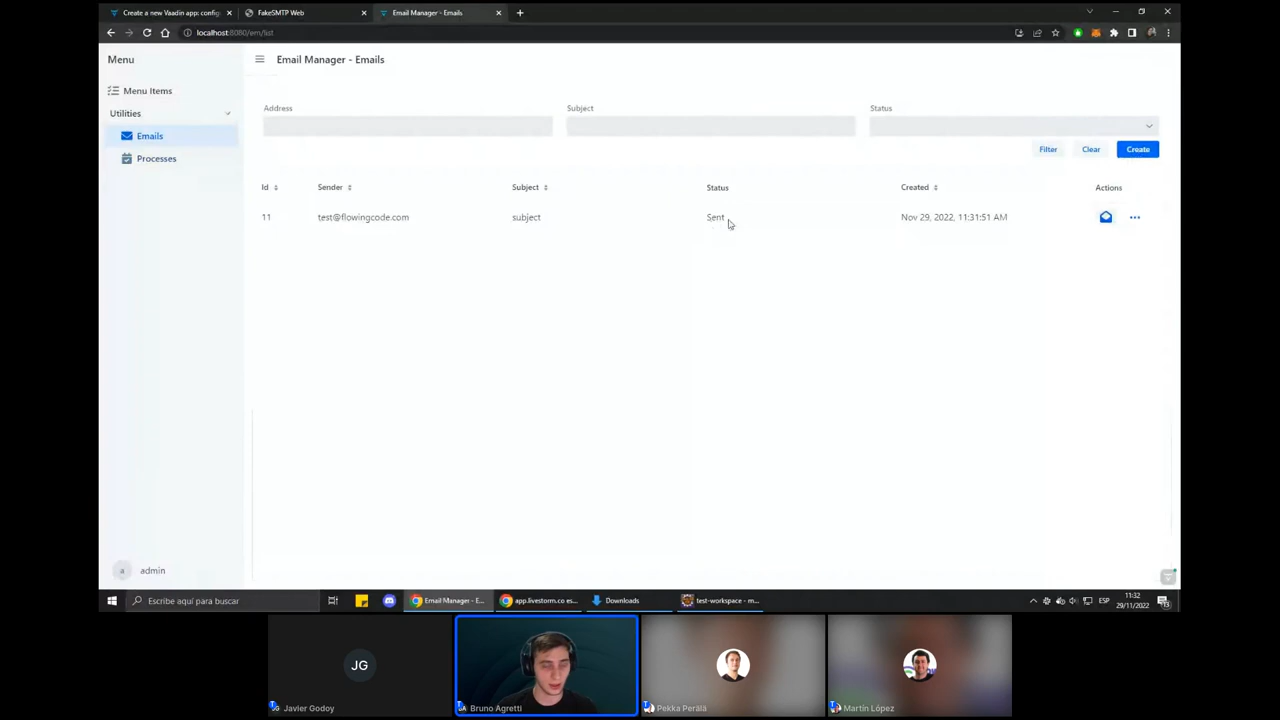 Create a new Vaadin app: config
FakeSMTP Web
Email Manager - Emails
localhost:8080/em/list
Menu
Email Manager - Emails
Menu Items
Utilities
Emails
Processes
Address
Subject
Status
Filter
Clear
Create
Id
Sender
Subject
Status
Created
Actions
11
test@flowingcode.com
subject
Sent
Nov 29, 2022, 11:31:51 AM
a
admin
Escribe aquí para buscar
Email Manager - E...
app.livestorm.co es...
Downloads
test-workspace - m...
ESP
11:32
29/11/2022
JG
Javier Godoy
Bruno Agretti
Pekka Perälä
Martín López